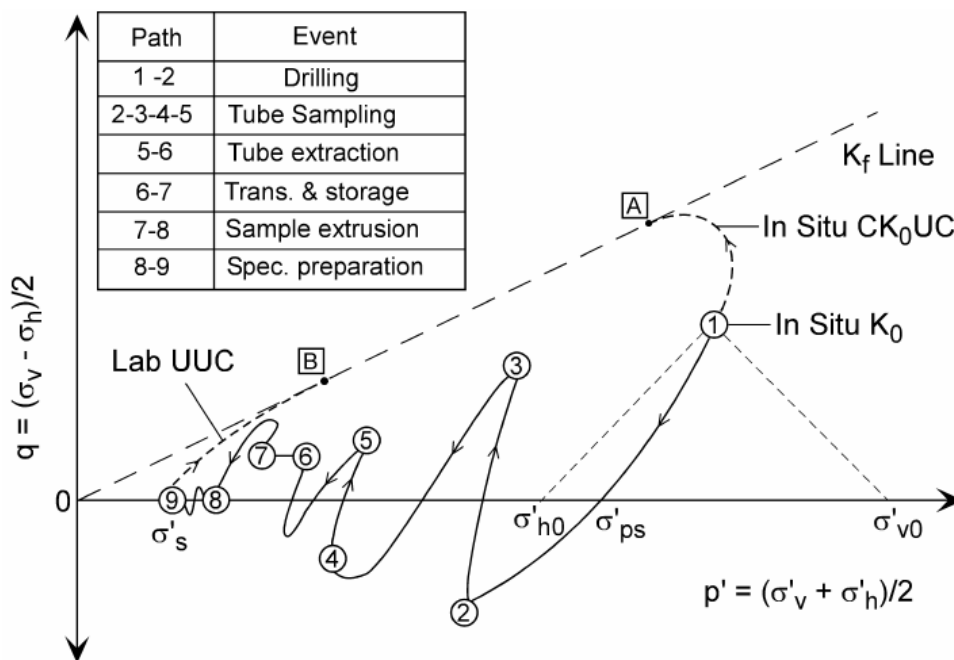 Path Event
1 -2 Drilling
2-3-4-5 Tube Sampling
5-6 Tube extraction
6-7 Trans. & storage
7-8 Sample extrusion
8-9 Spec. preparation
K_f Line
A
In Situ CK₀UC
1
In Situ K₀
Lab UUC
B
3
q = (σ_v - σ_h)/2
7
6
5
0
9
8
σ'_s
σ'_h0
σ'_ps
σ'_v0
4
2
p' = (σ'_v + σ'_h)/2